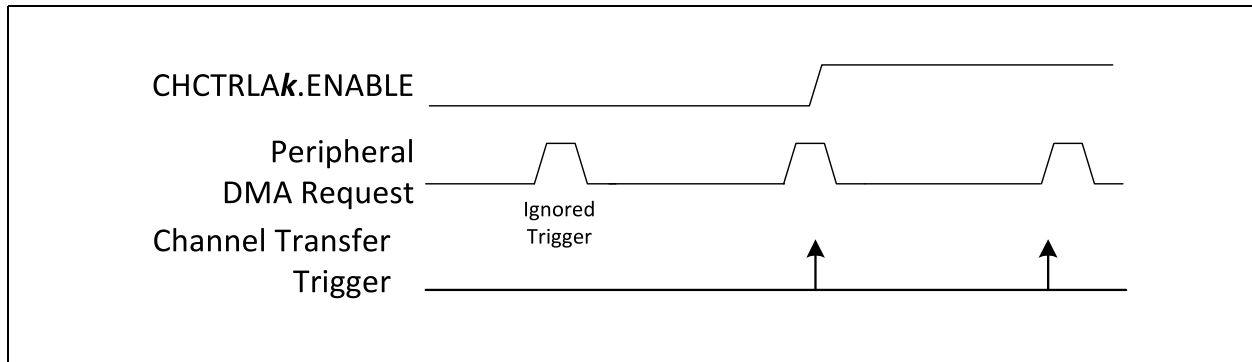 CHCTRLAk.ENABLE
Peripheral
DMA Request
Ignored
Trigger
Channel Transfer
Trigger